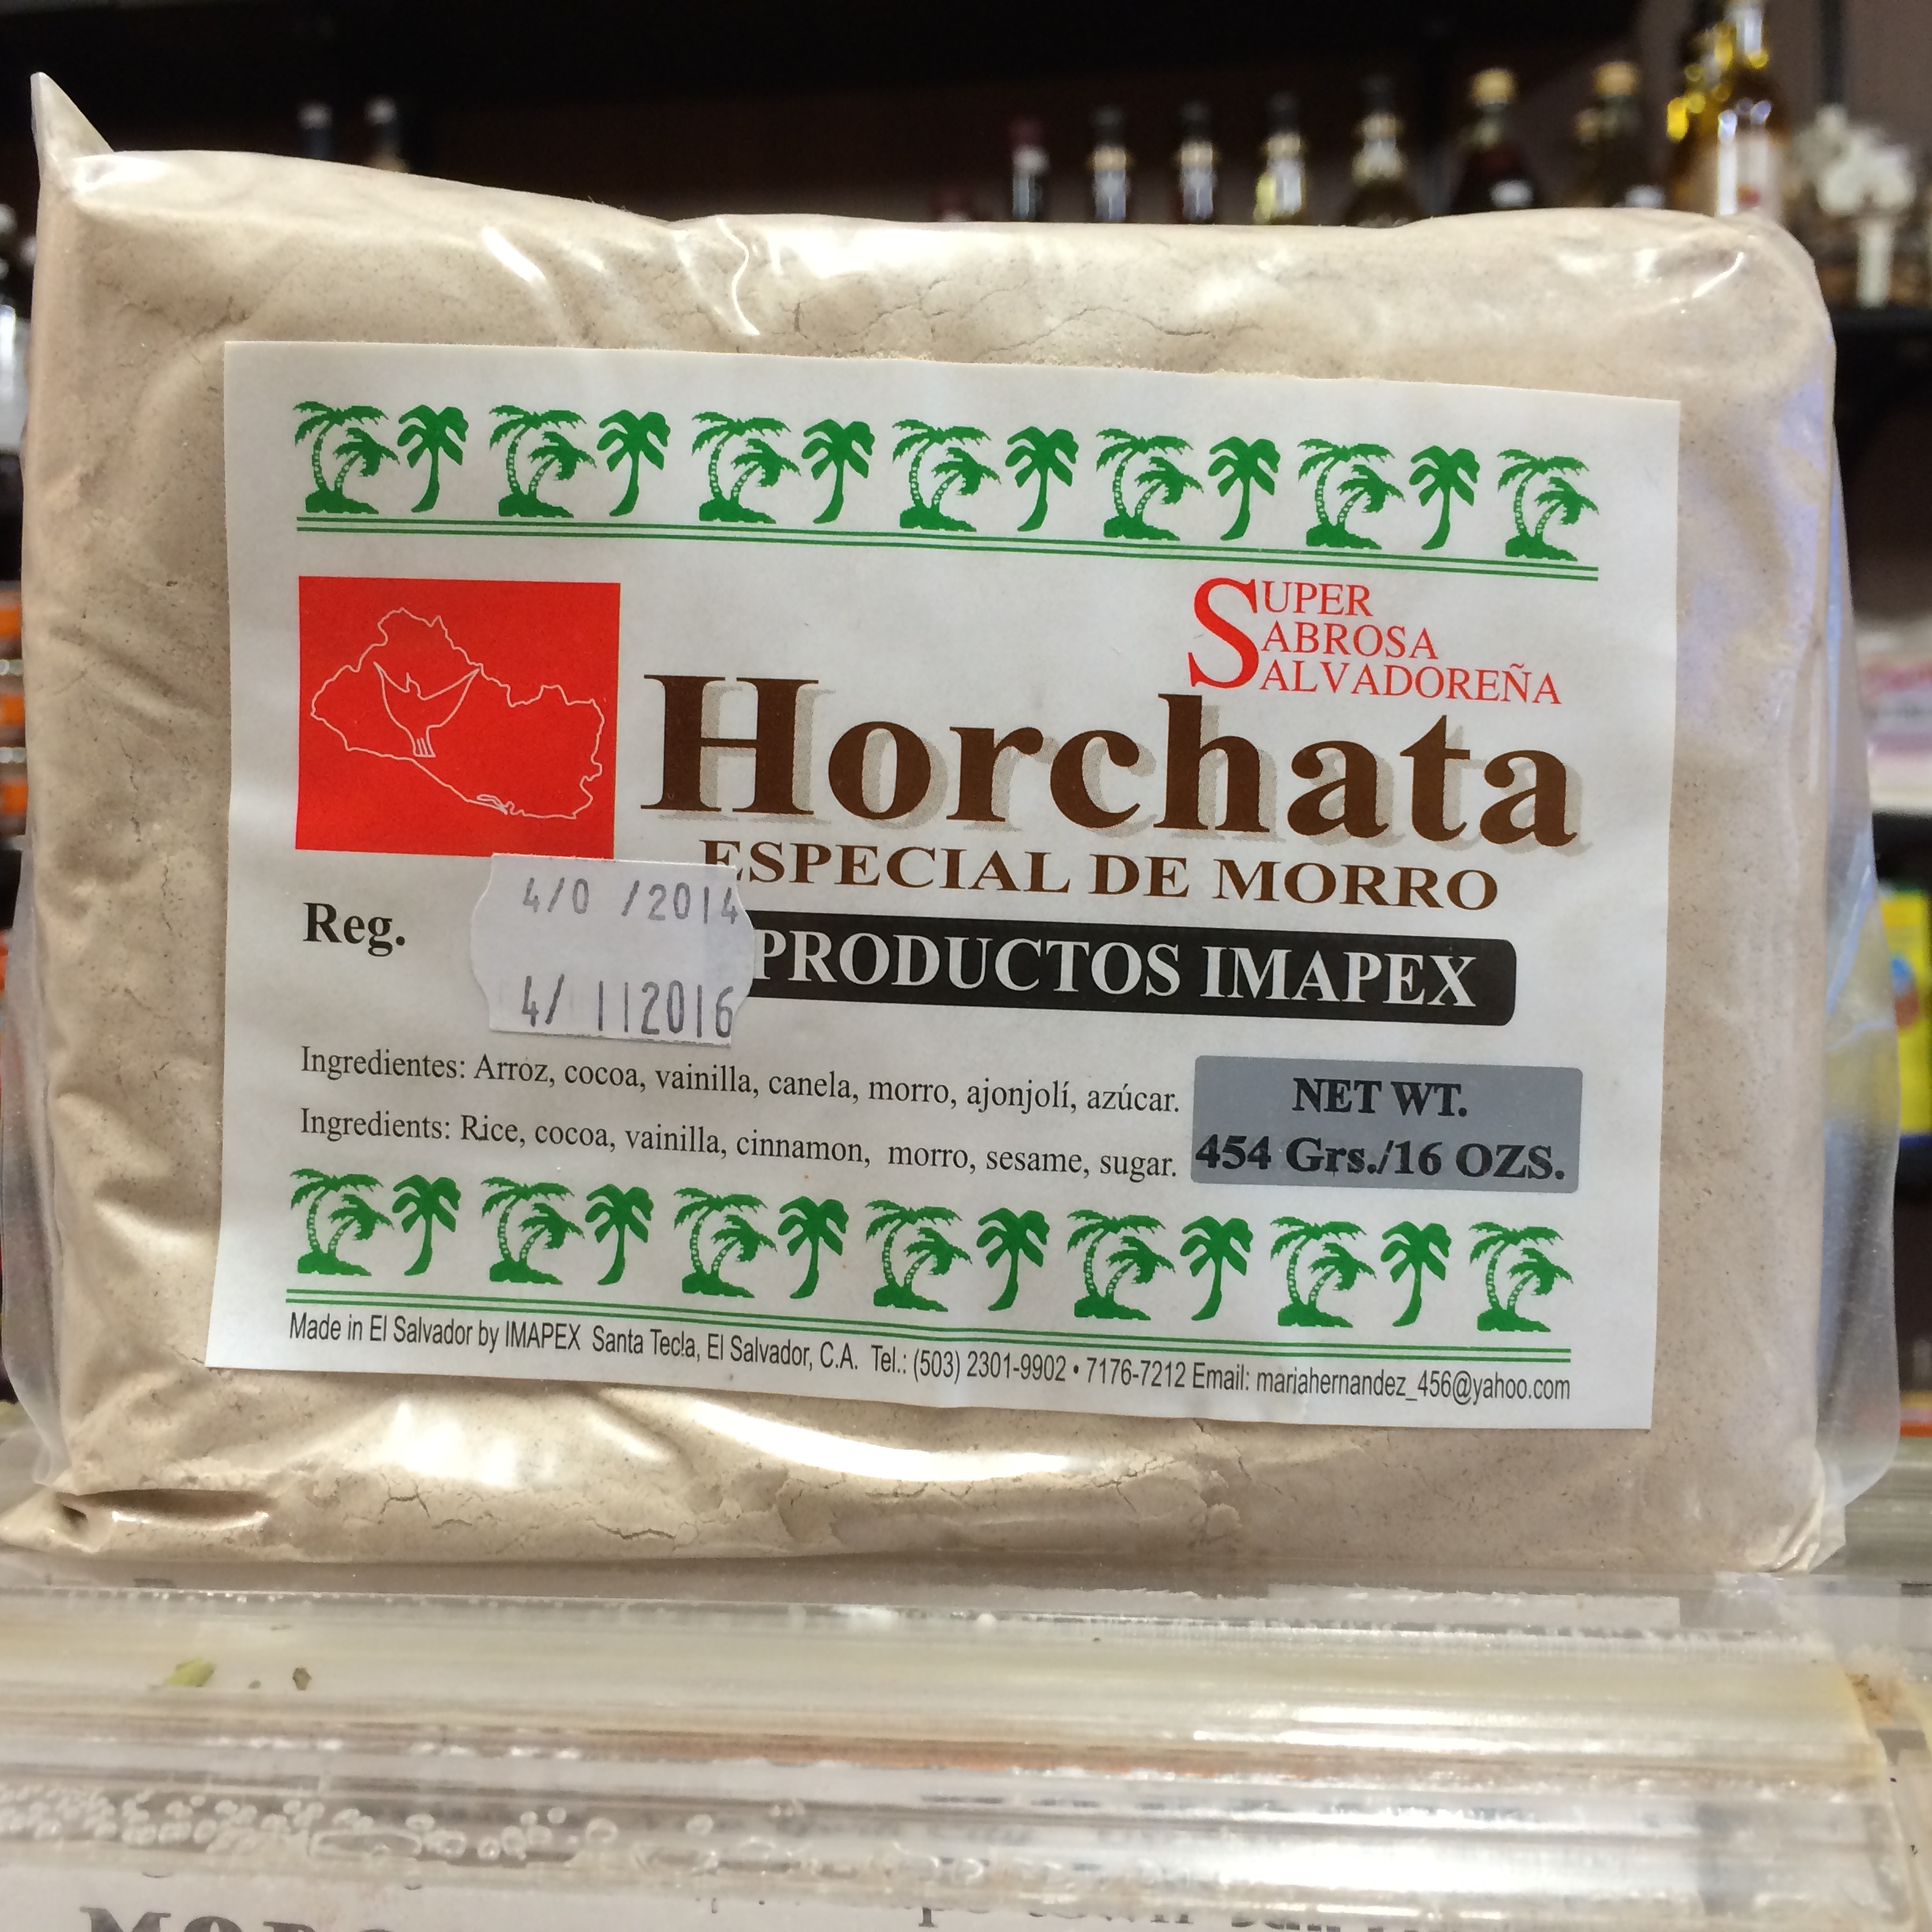 SUPER
SABROSA
SALVADOREÑA
Horchata
ESPECIAL DE MORRO
4/0 /2014
4/ 112016
Reg.
PRODUCTOS IMAPEX
Ingredientes: Arroz, cocoa, vainilla, canela, morro, ajonjolí, azúcar.
Ingredients: Rice, cocoa, vainilla, cinnamon, morro, sesame, sugar.
NET WT.
454 Grs./16 OZS.
Made in El Salvador by IMAPEX Santa Tecla, El Salvador, C.A. Tel.: (503) 2301-9902 • 7176-7212 Email: mariahernandez_456@yahoo.com